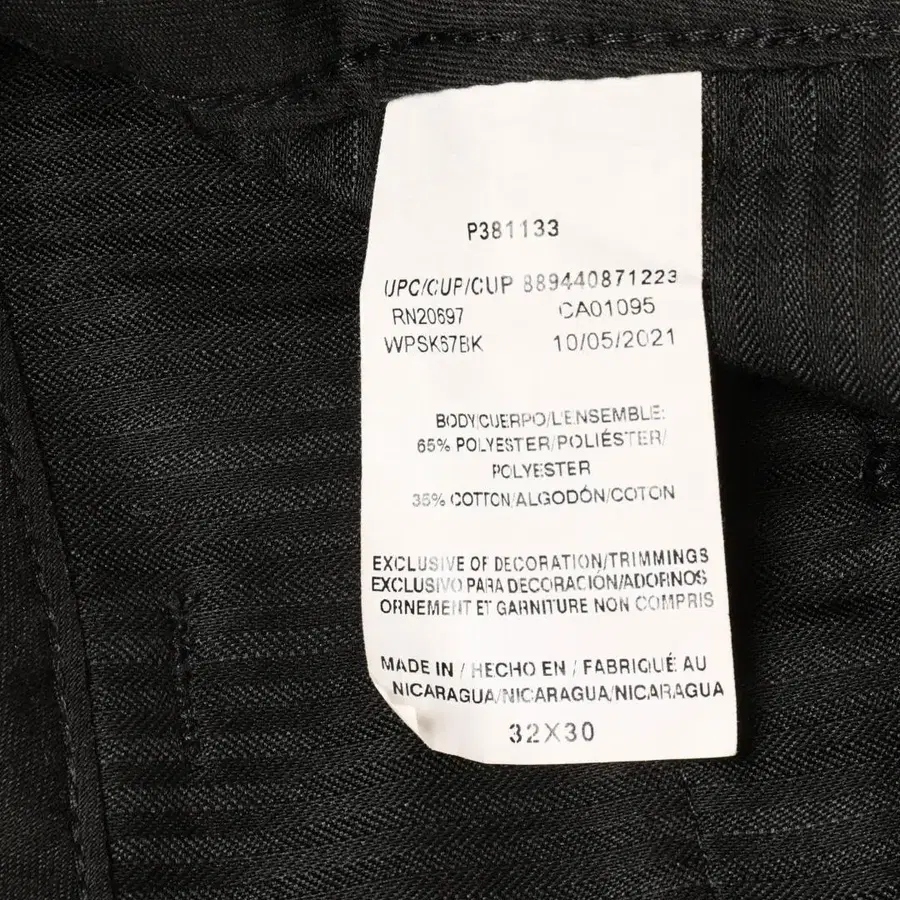 P381133
UPC/CUP/CUP 889440871223
RN20697 CA01095
WPSK67BK 10/05/2021
BODY/CUERPO/L'ENSEMBLE:
65% POLYESTER/POLIÉSTER/
POLYESTER
35% COTTON/ALGODÓN/COTON
EXCLUSIVE OF DECORATION/TRIMMINGS
EXCLUSIVO PARA DECORACIÓN/ADORNOS
ORNEMENT ET GARNITURE NON COMPRIS
MADE IN / HECHO EN / FABRIQUÉ AU
NICARAGUA/NICARAGUA/NICARAGUA
32X30